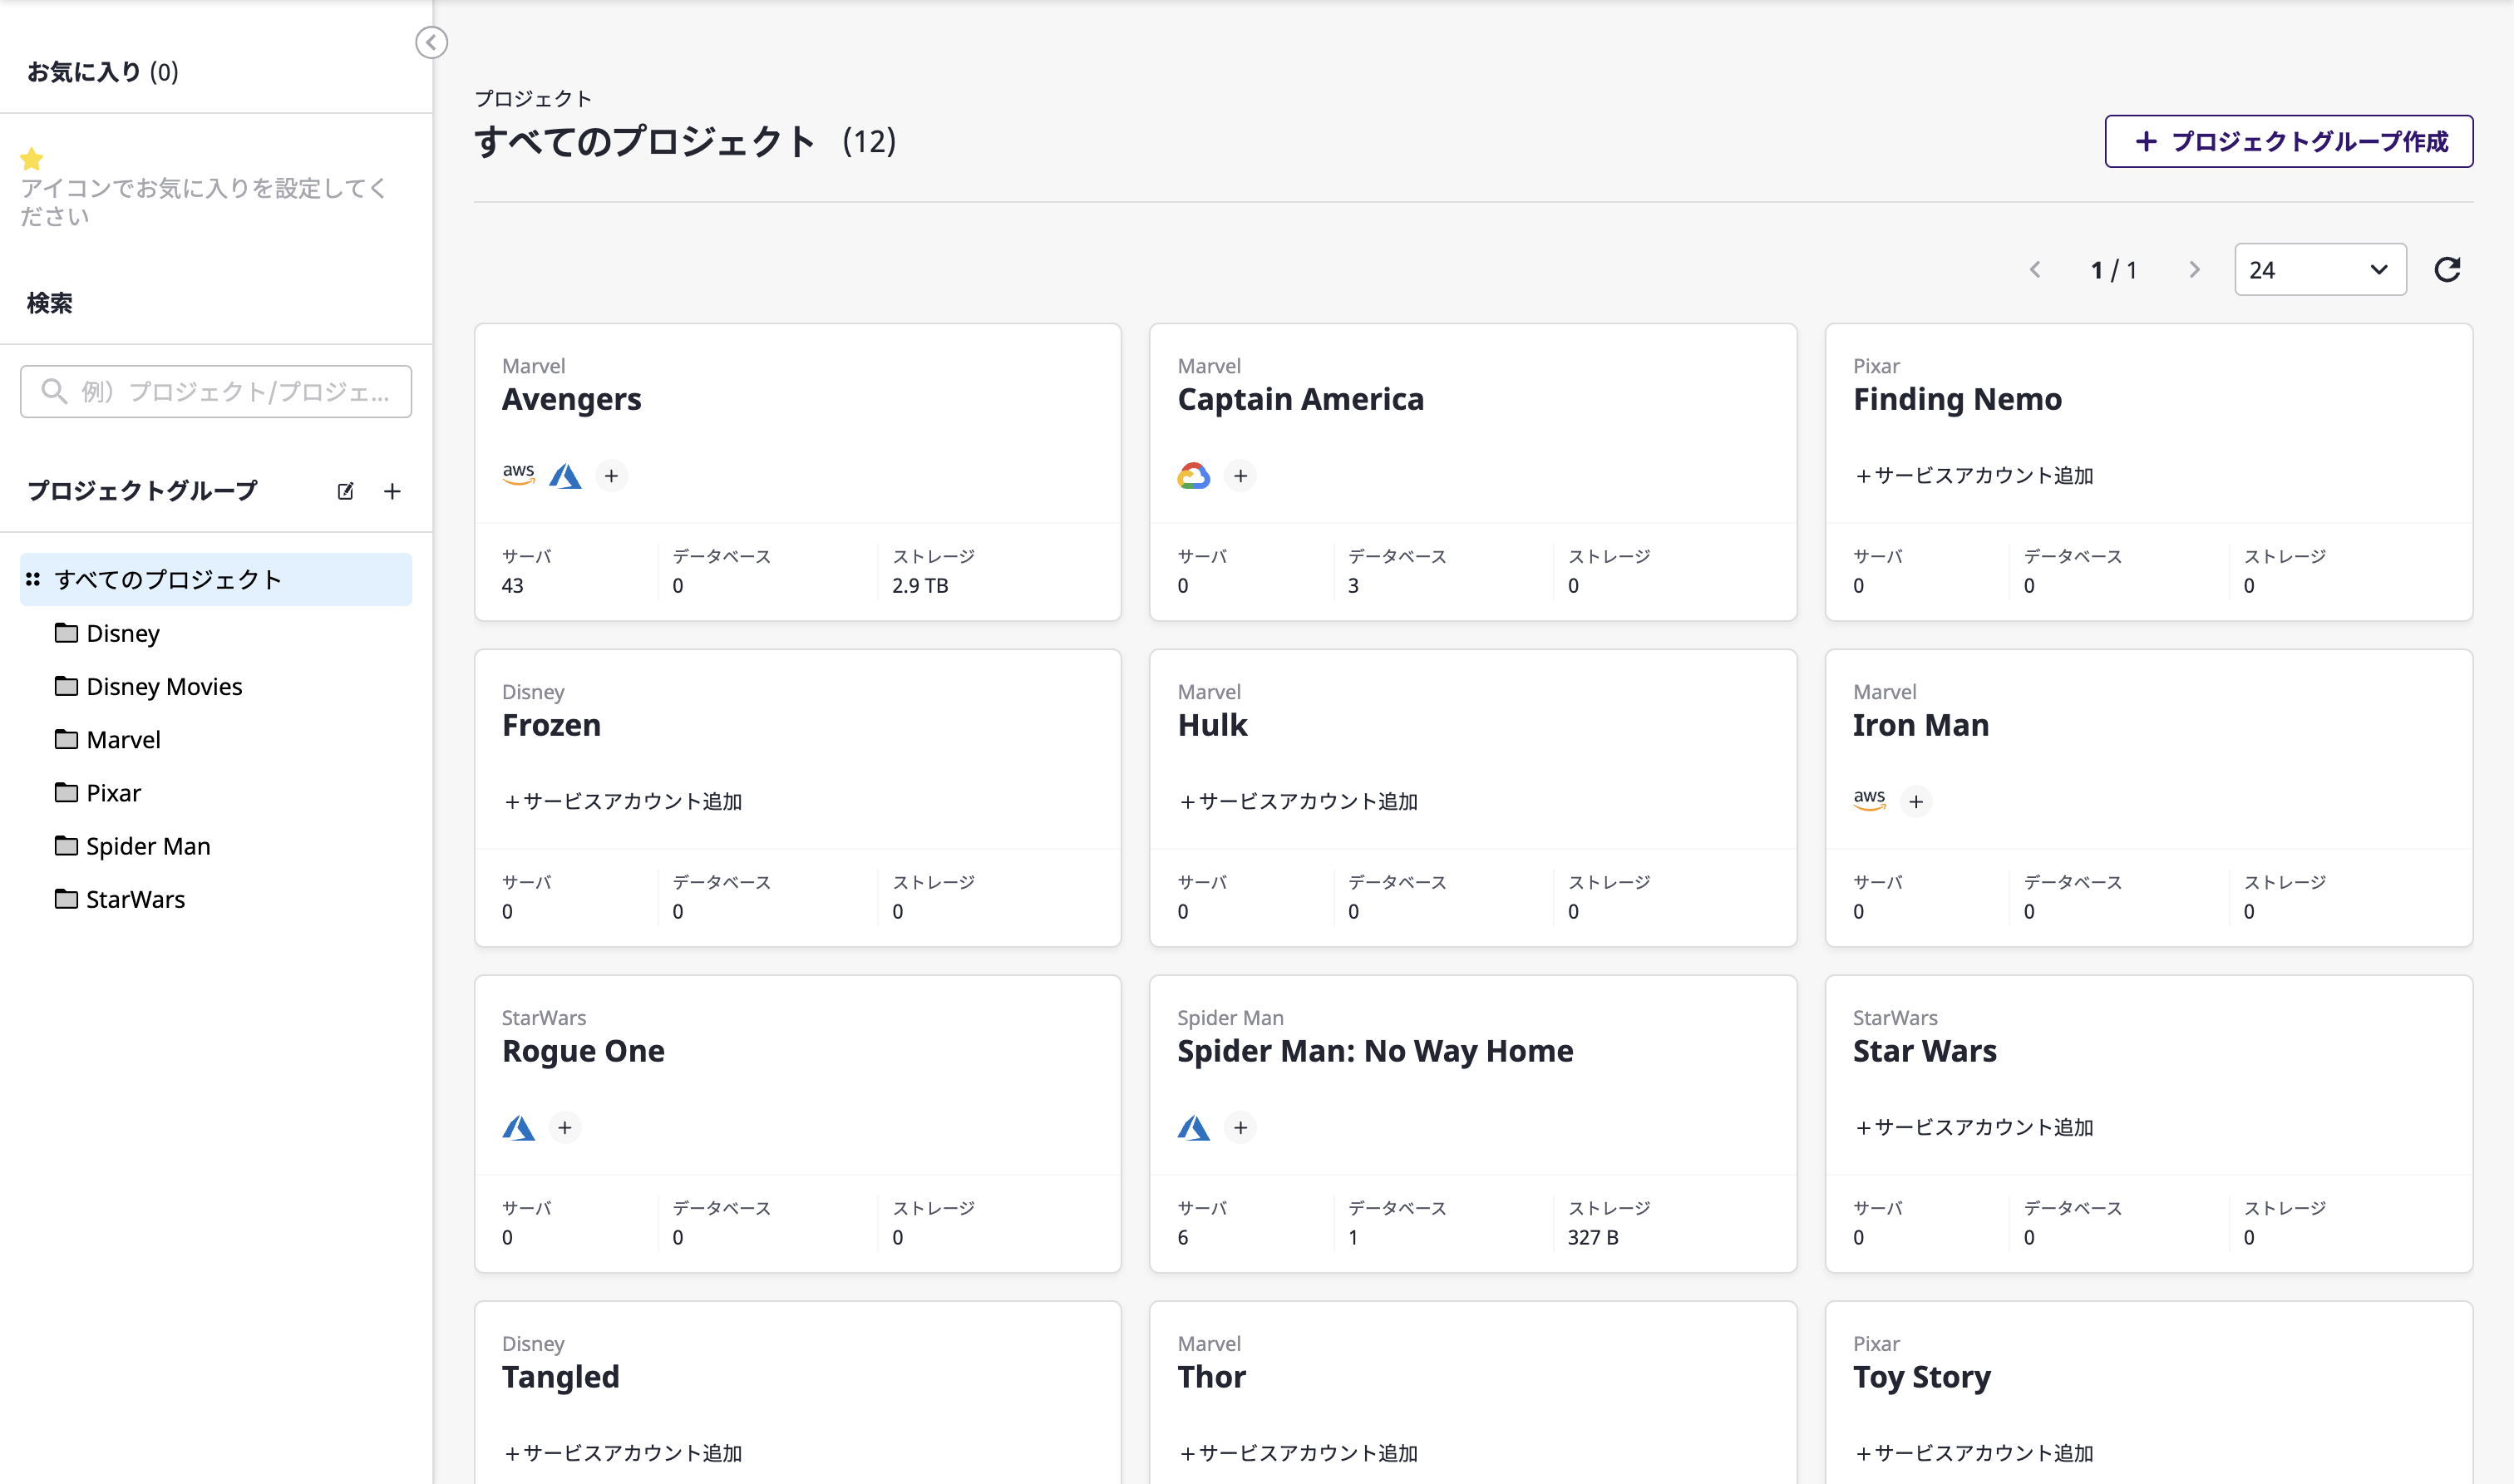 お気に入り (0)
アイコンでお気に入りを設定してく
ださい
検索
例）プロジェクト/プロジェ...
プロジェクトグループ
すべてのプロジェクト
Disney
Disney Movies
Marvel
Pixar
Spider Man
StarWars
プロジェクト
すべてのプロジェクト (12)
+ プロジェクトグループ作成
1 / 1
24
Marvel
Avengers
aws
サーバ データベース ストレージ
43 0 2.9 TB
Marvel
Captain America
サーバ データベース ストレージ
0 3 0
Pixar
Finding Nemo
+サービスアカウント追加
サーバ データベース ストレージ
0 0 0
Disney
Frozen
+サービスアカウント追加
サーバ データベース ストレージ
0 0 0
Marvel
Hulk
+サービスアカウント追加
サーバ データベース ストレージ
0 0 0
Marvel
Iron Man
aws
サーバ データベース ストレージ
0 0 0
StarWars
Rogue One
サーバ データベース ストレージ
0 0 0
Spider Man
Spider Man: No Way Home
サーバ データベース ストレージ
6 1 327 B
StarWars
Star Wars
+サービスアカウント追加
サーバ データベース ストレージ
0 0 0
Disney
Tangled
+サービスアカウント追加
Marvel
Thor
+サービスアカウント追加
Pixar
Toy Story
+サービスアカウント追加